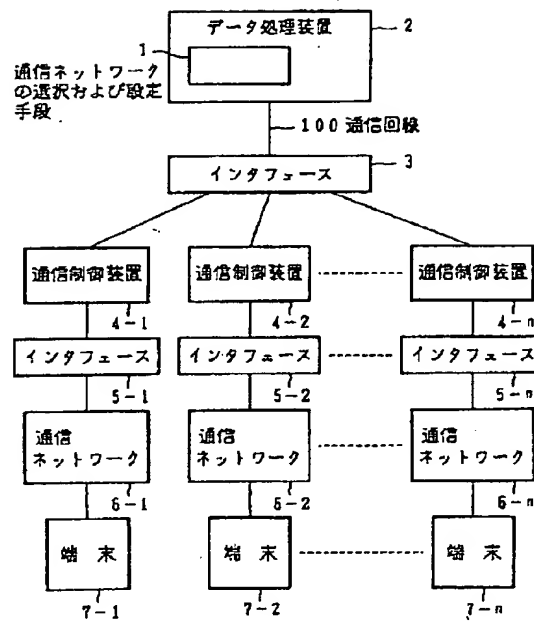 データ処理装置
2
1
通信ネットワーク
の選択および設定
手段
100 通信回線
3
インタフェース
通信制御装置 通信制御装置 通信制御装置
4-1 4-2 4-n
インタフェース インタフェース インタフェース
5-1 5-2 5-n
通信 通信 通信
ネットワーク ネットワーク ネットワーク
6-1 6-2 6-n
端末 端末 端末
7-1 7-2 7-n